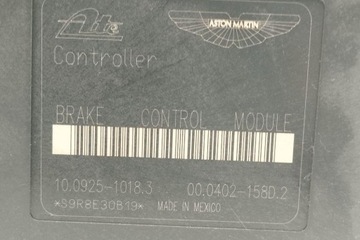 Ate ASTON MARTIN
Controller
BRAKE CONTROL MODULE
10.0925-1018.3 00.0402-158D.2
*S9R8E30B19* MADE IN MEXICO